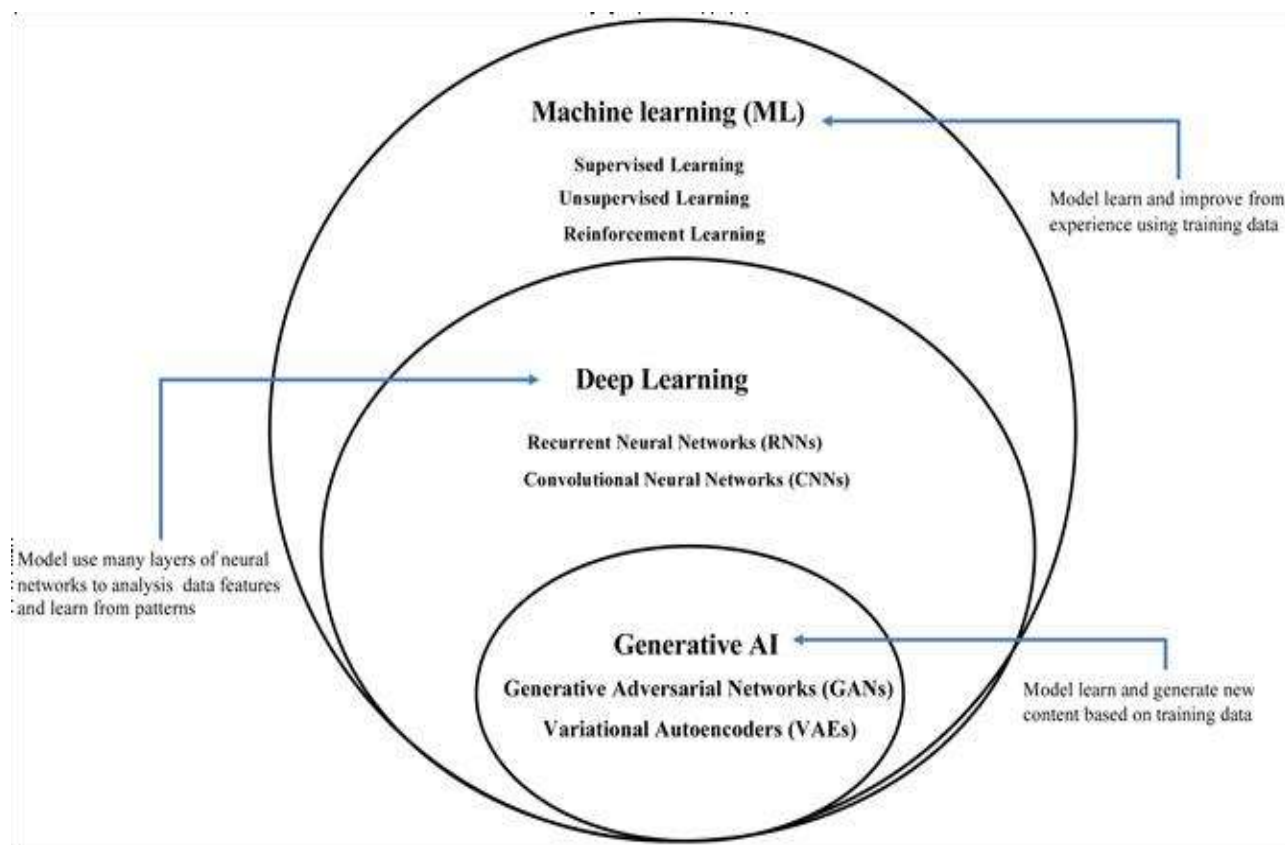 Machine learning (ML)
Supervised Learning
Unsupervised Learning
Reinforcement Learning
Model learn and improve from
experience using training data
Deep Learning
Recurrent Neural Networks (RNNs)
Convolutional Neural Networks (CNNs)
Model use many layers of neural
networks to analysis data features
and learn from patterns
Generative AI
Generative Adversarial Networks (GANs)
Variational Autoencoders (VAEs)
Model learn and generate new
content based on training data